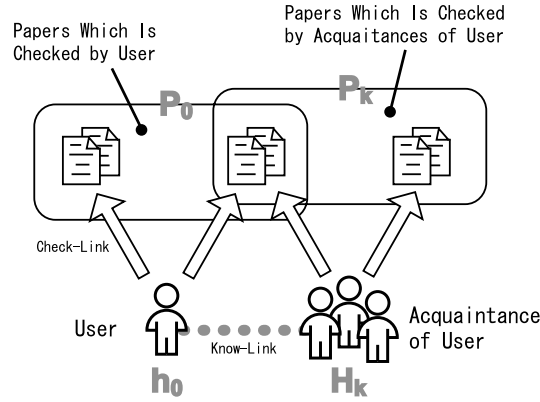 Papers Which Is
Checked by User
Papers Which Is Checked
by Acquaitances of User
P0
Pk
Check-Link
User
Know-Link
Acquaintance
of User
h0
Hk